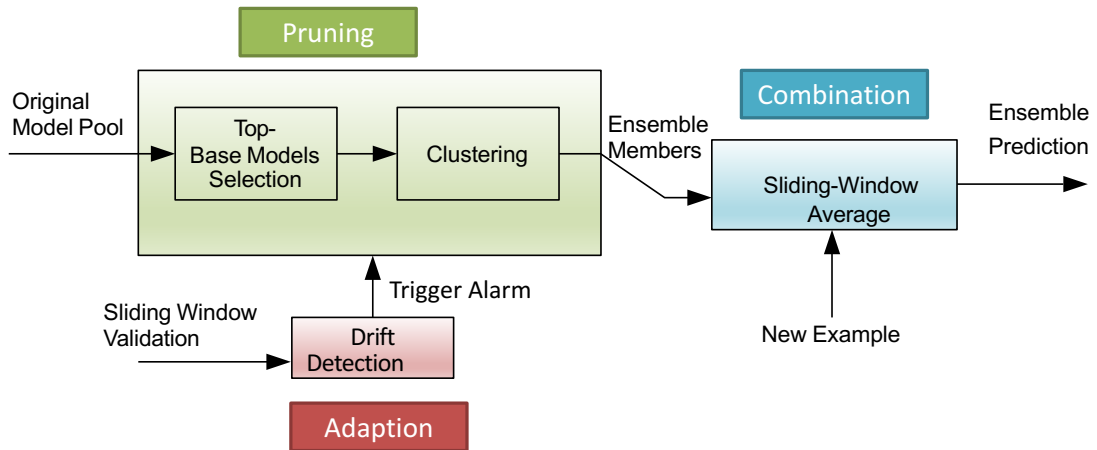 Pruning
Combination
Original
Model Pool
Top-
Base Models
Selection
Clustering
Ensemble
Members
Sliding-Window
Average
Ensemble
Prediction
Trigger Alarm
Sliding Window
Validation
Drift
Detection
New Example
Adaption